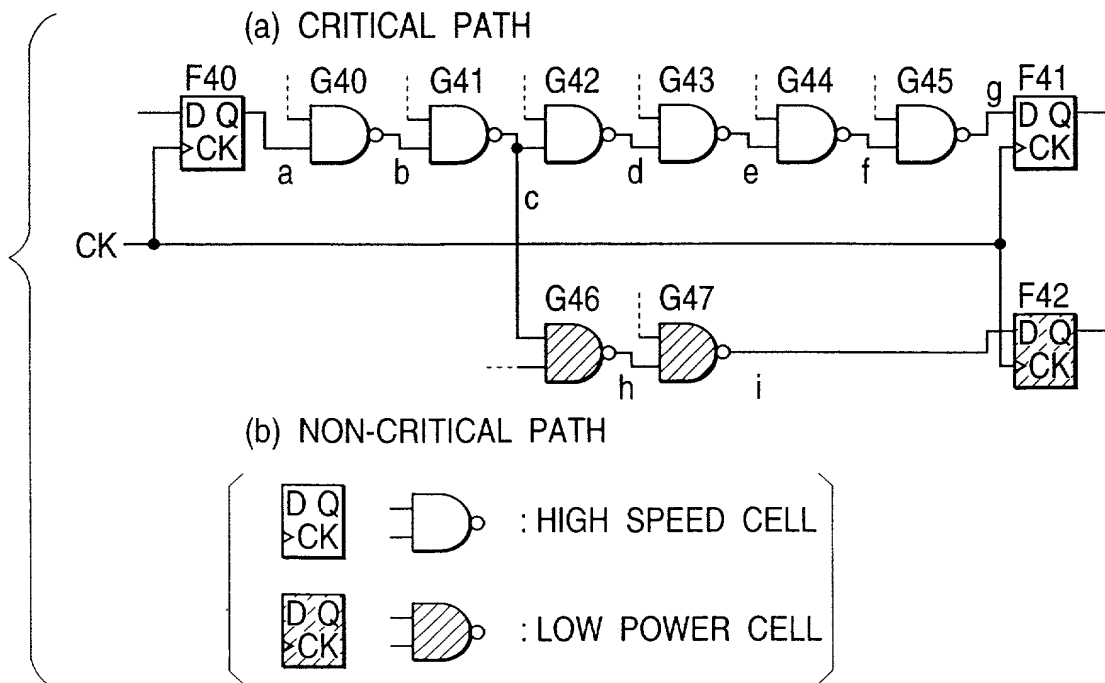 (a) CRITICAL PATH
F40 G40 G41 G42 G43 G44 G45 g F41
D Q D Q
CK CK
a b d e f
c
CK
G46 G47 F42
D Q
CK
h i
(b) NON-CRITICAL PATH
D Q
CK : HIGH SPEED CELL
D Q
CK : LOW POWER CELL